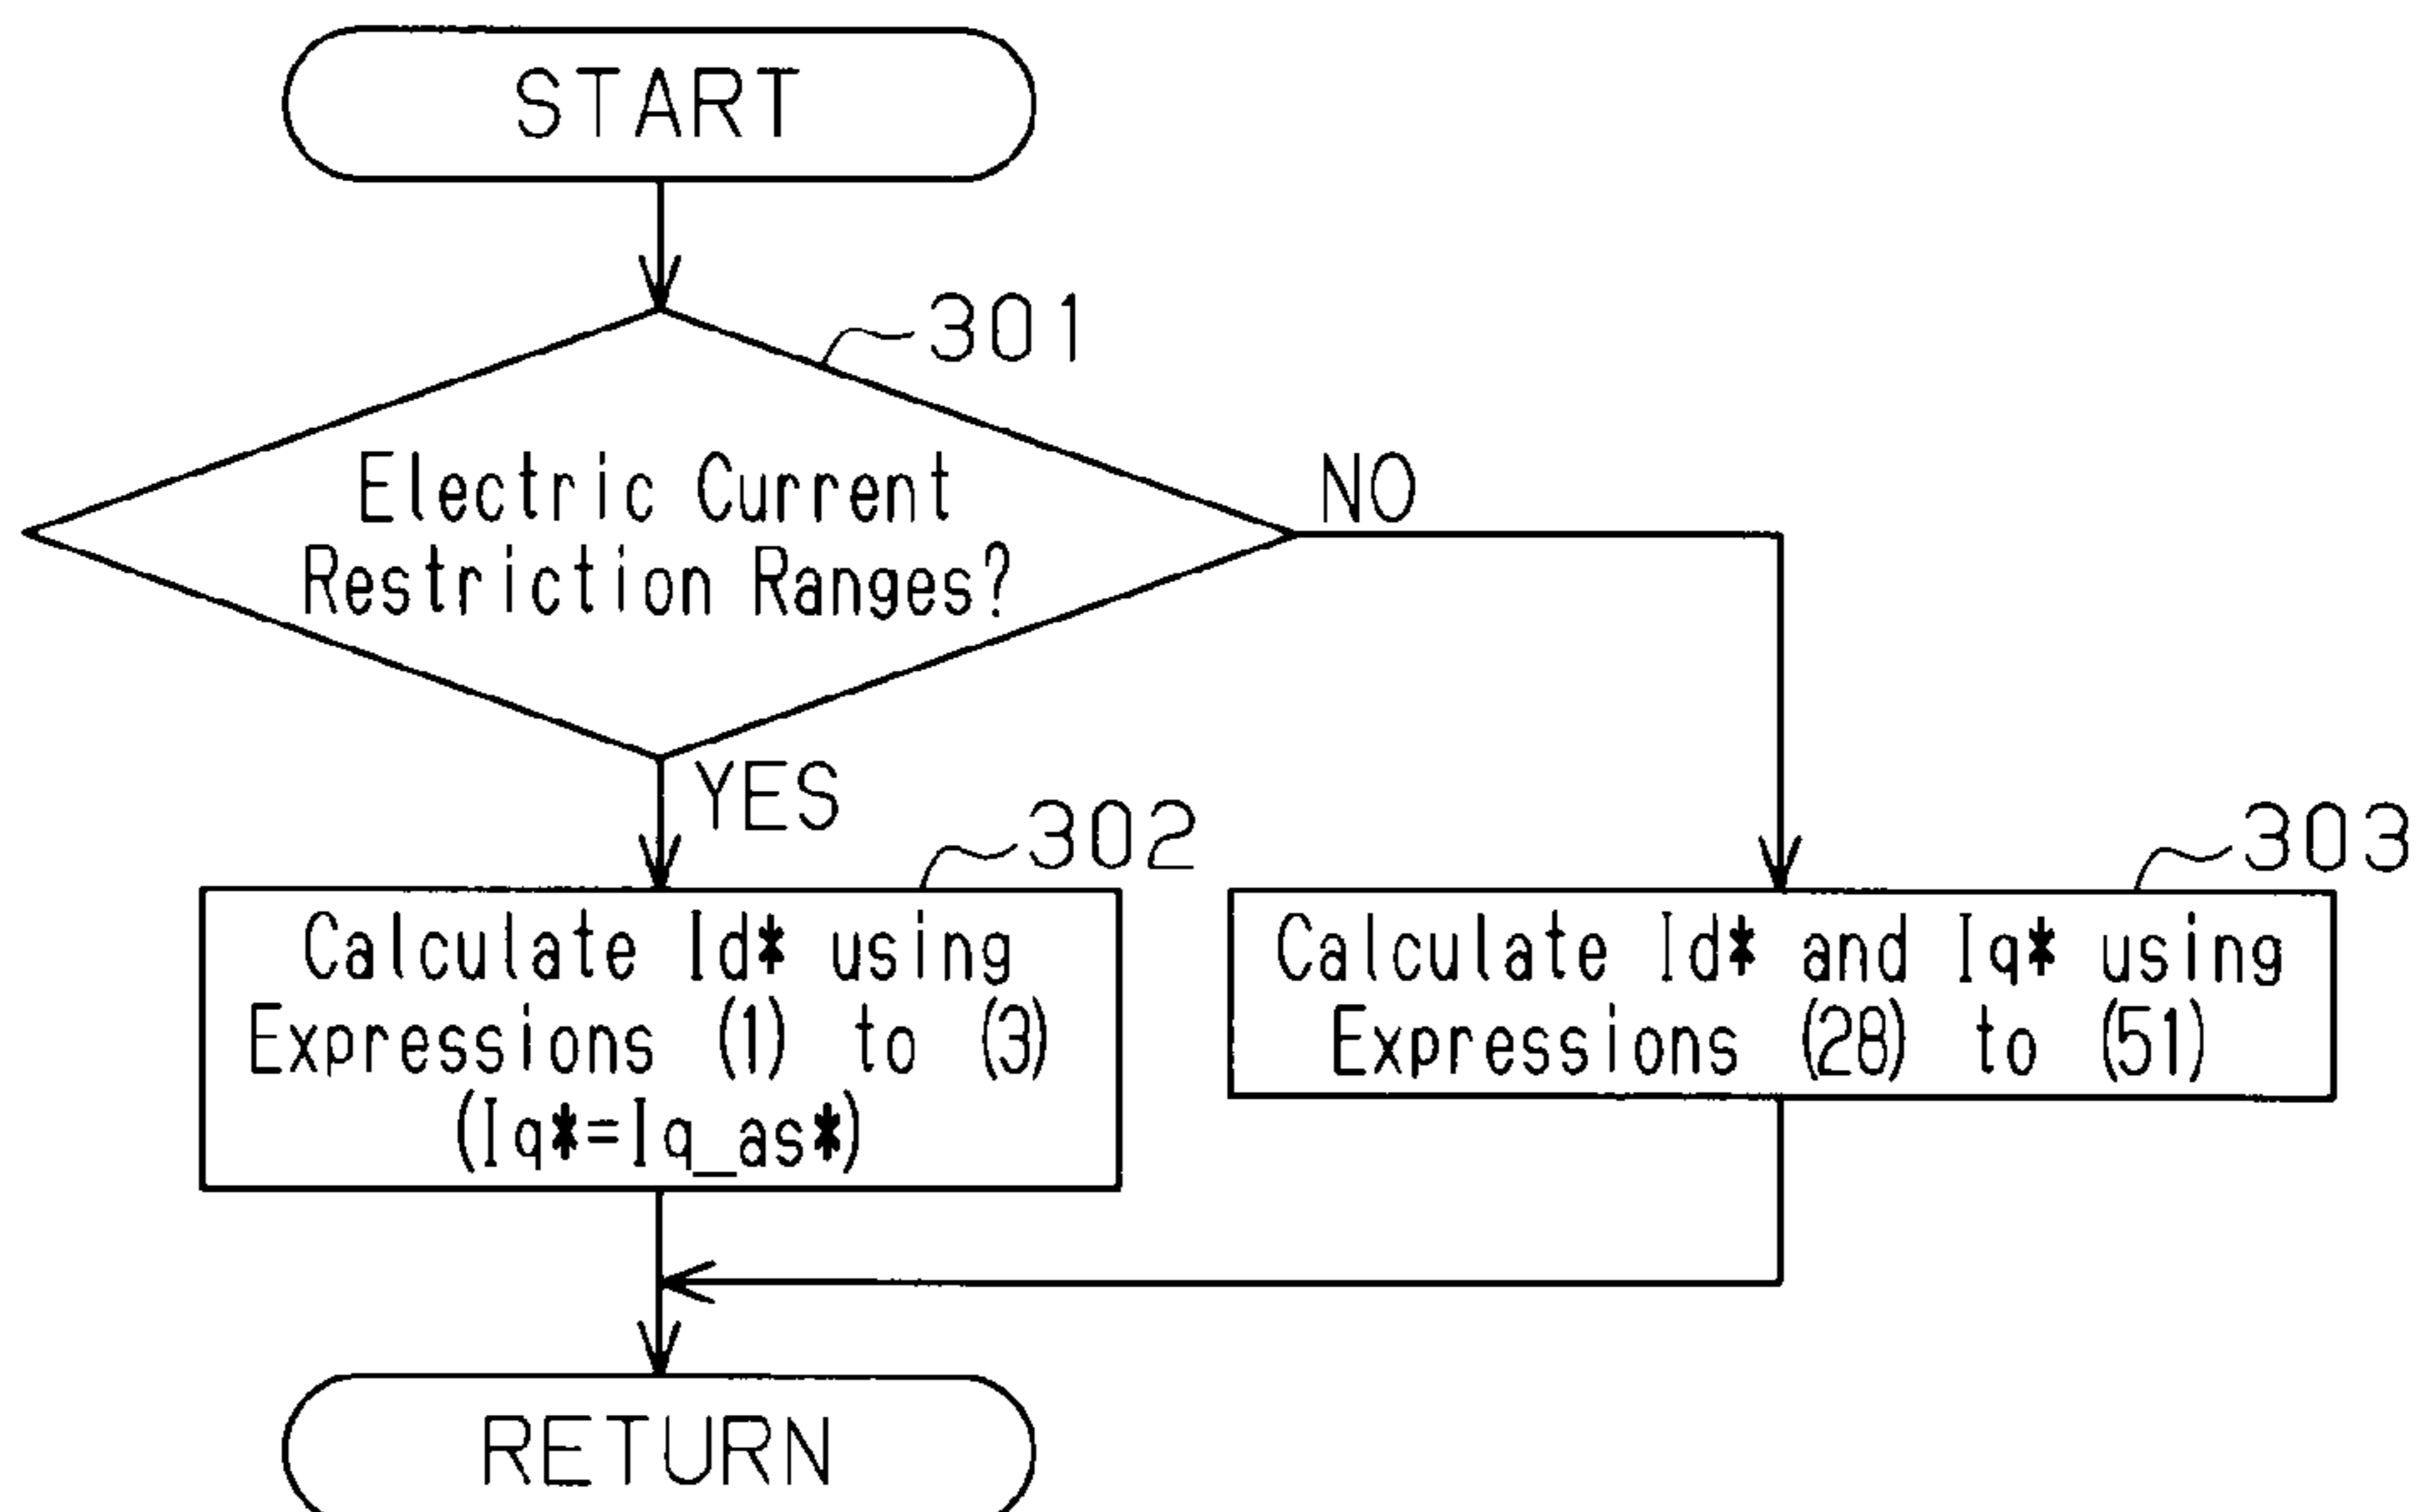 START
301
Electric Current
Restriction Ranges?
NO
YES
302
303
Calculate Id* using
Expressions (1) to (3)
(Iq*=Iq_as*)
Calculate Id* and Iq* using
Expressions (28) to (51)
RETURN